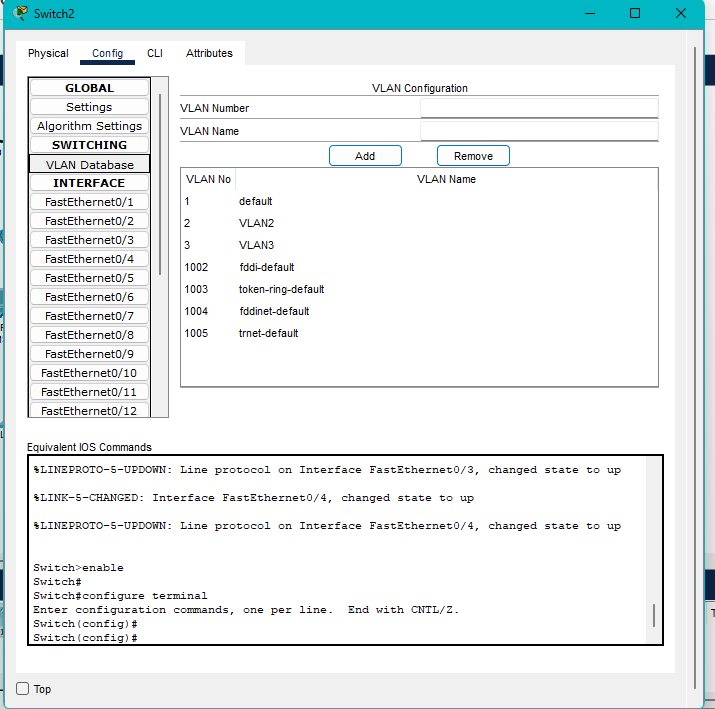 Switch2
Physical Config CLI Attributes
GLOBAL
Settings
Algorithm Settings
SWITCHING
VLAN Database
INTERFACE
FastEthernet0/1
FastEthernet0/2
FastEthernet0/3
FastEthernet0/4
FastEthernet0/5
FastEthernet0/6
FastEthernet0/7
FastEthernet0/8
FastEthernet0/9
FastEthernet0/10
FastEthernet0/11
FastEthernet0/12
VLAN Configuration
VLAN Number
VLAN Name
Add Remove
VLAN No VLAN Name
1 default
2 VLAN2
3 VLAN3
1002 fddi-default
1003 token-ring-default
1004 fddinet-default
1005 trnet-default
Equivalent IOS Commands
%LINEPROTO-5-UPDOWN: Line protocol on Interface FastEthernet0/3, changed state to up
%LINK-5-CHANGED: Interface FastEthernet0/4, changed state to up
%LINEPROTO-5-UPDOWN: Line protocol on Interface FastEthernet0/4, changed state to up
Switch>enable
Switch#
Switch#configure terminal
Enter configuration commands, one per line.  End with CNTL/Z.
Switch(config)#
Switch(config)#
Top